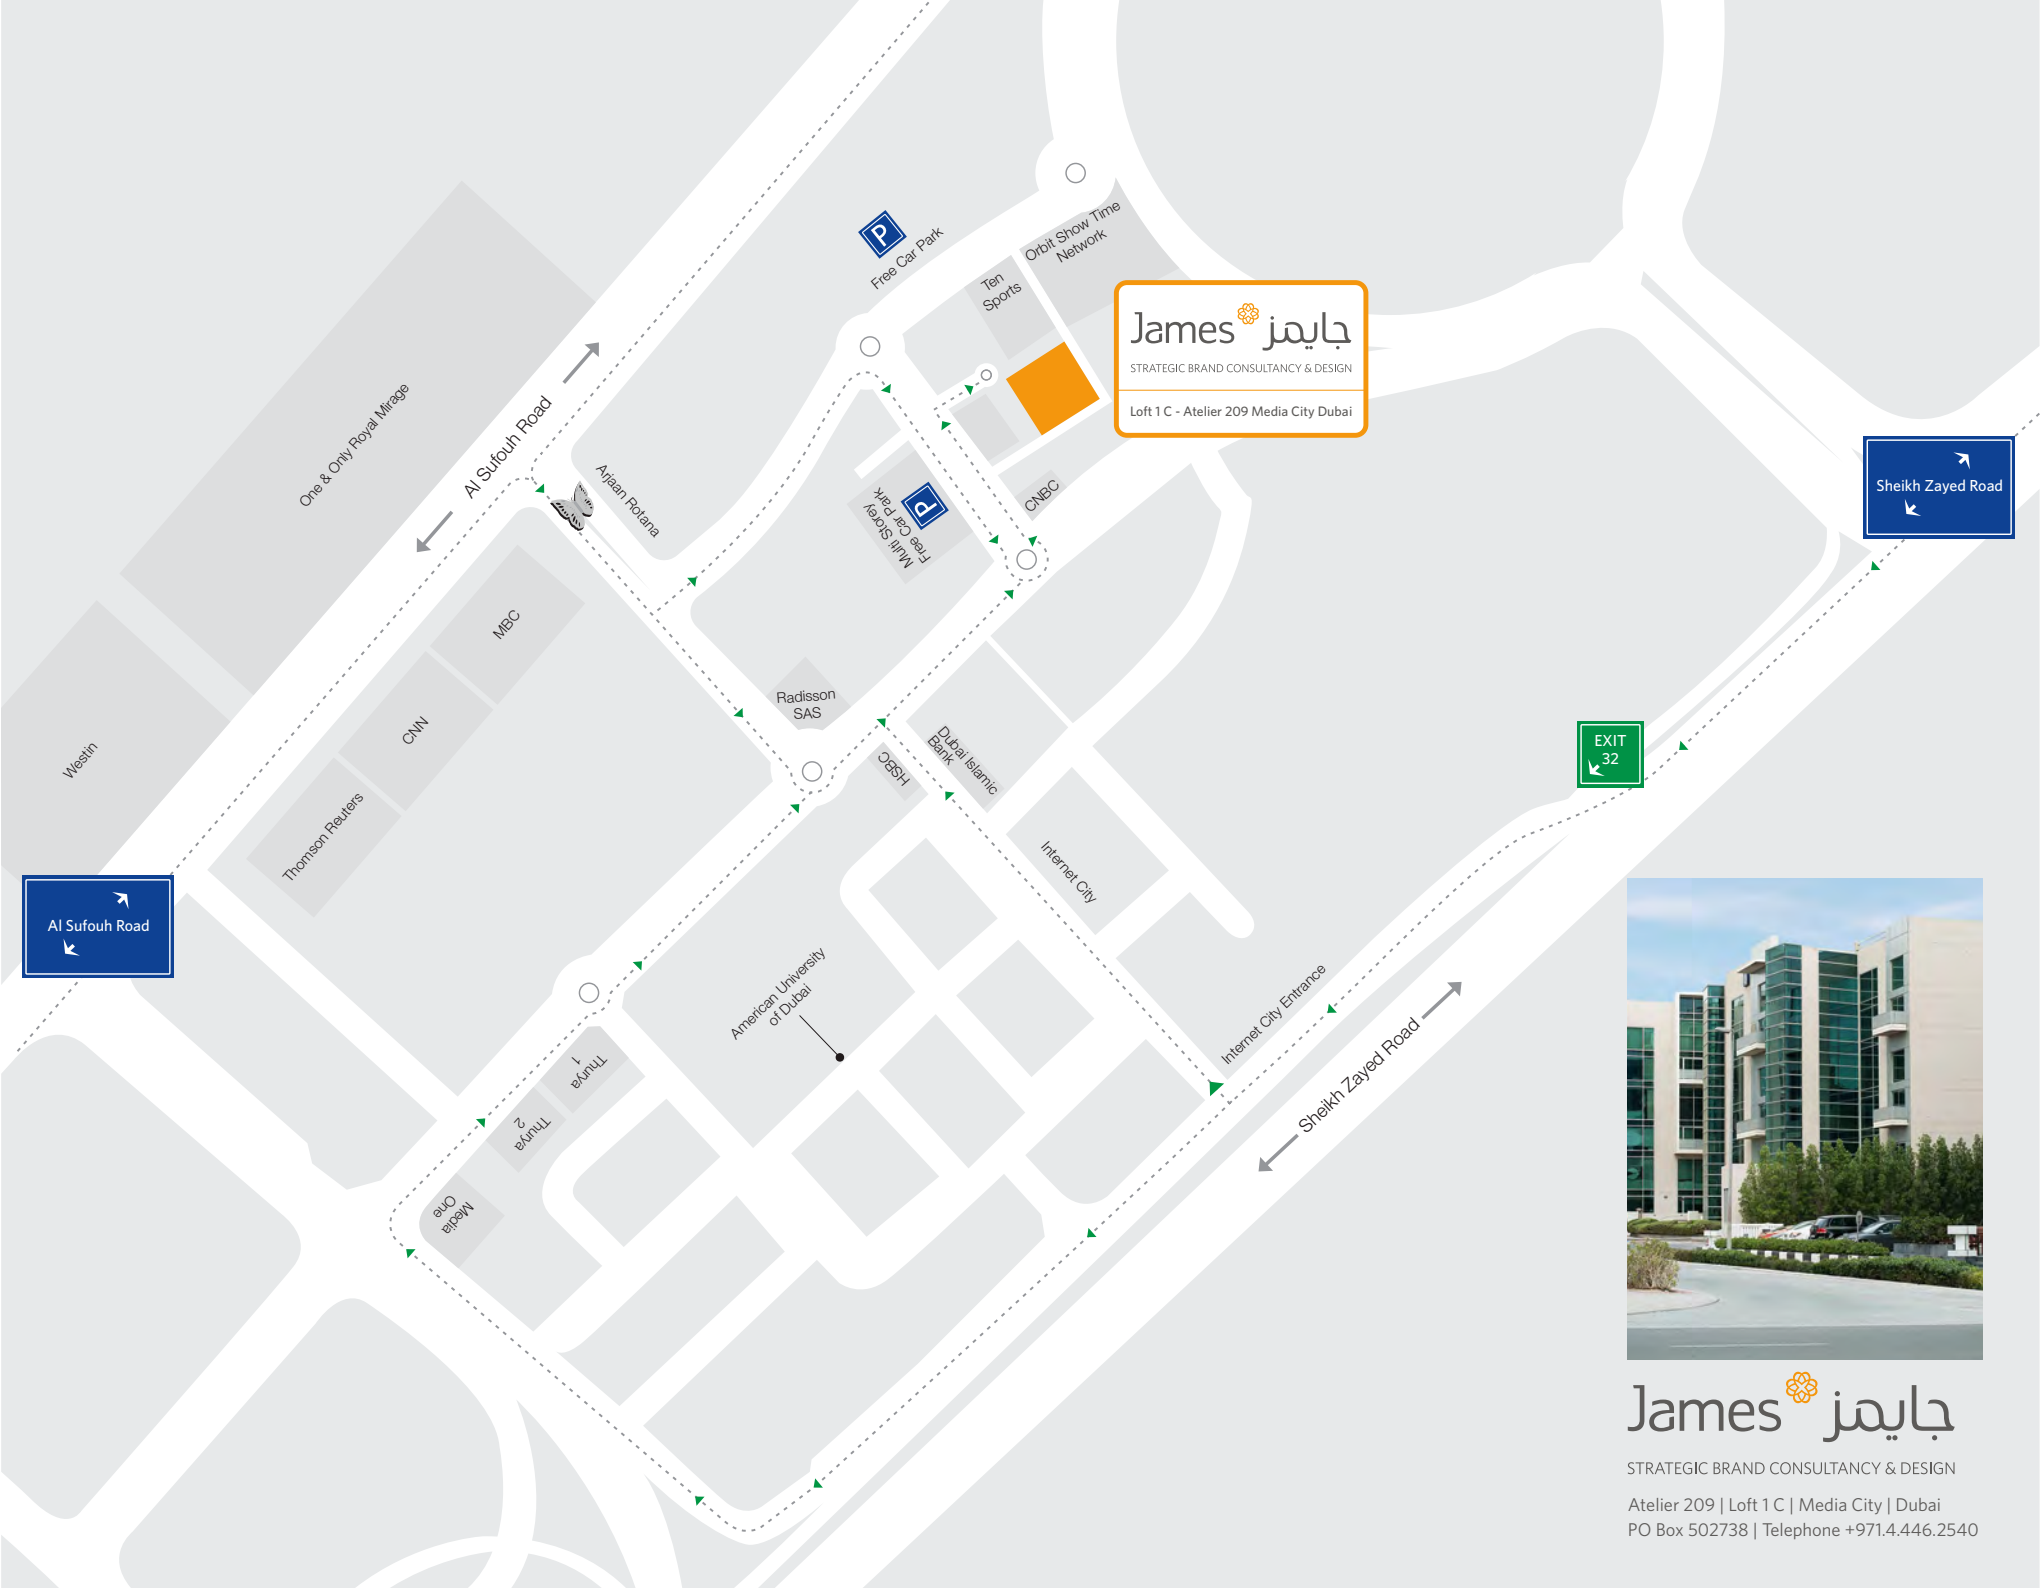 P
Free Car Park
Orbit Show Time
Network
Ten
Sports
James جايمز
STRATEGIC BRAND CONSULTANCY & DESIGN
Loft 1 C - Atelier 209 Media City Dubai
One & Only Royal Mirage
Al Sufouh Road
Arjaan Rotana
Multi Storey
Free Car Park
P
CNBC
Sheikh Zayed Road
MBC
CNN
Thomson Reuters
Westin
Radisson
SAS
HSBC
Dubai Islamic
Bank
EXIT
32
Internet City
Al Sufouh Road
American University
of Dubai
Internet City Entrance
Sheikh Zayed Road
Thurya
1
Thurya
2
Media
One
James جايمز
STRATEGIC BRAND CONSULTANCY & DESIGN
Atelier 209 | Loft 1 C | Media City | Dubai
PO Box 502738 | Telephone +971.4.446.2540